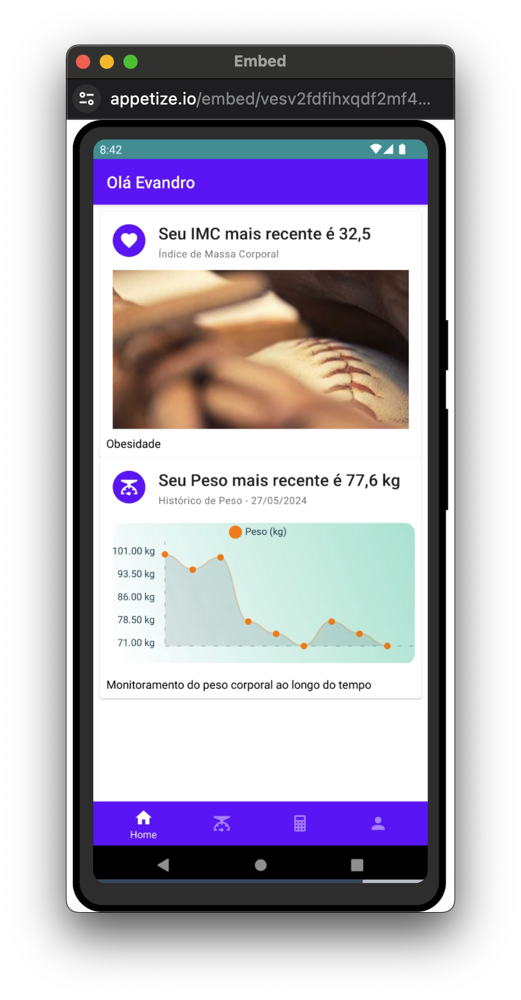 Embed
appetize.io/embed/vesv2fdfihxqdf2mf4...
8:42
Olá Evandro
Seu IMC mais recente é 32,5
Índice de Massa Corporal
Obesidade
Seu Peso mais recente é 77,6 kg
Histórico de Peso - 27/05/2024
Peso (kg)
101.00 kg
93.50 kg
86.00 kg
78.50 kg
71.00 kg
Monitoramento do peso corporal ao longo do tempo
Home